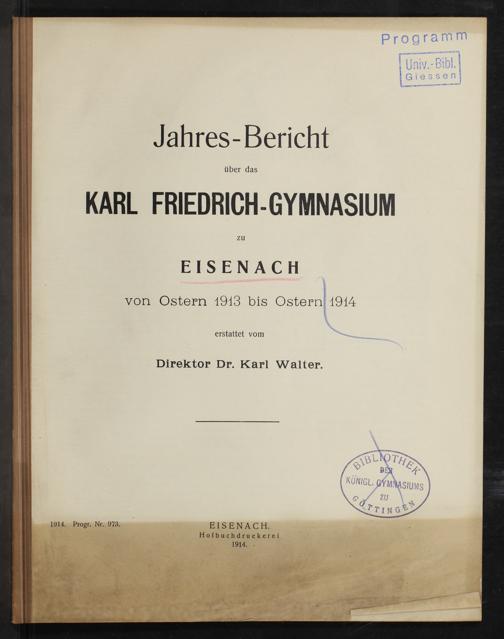 Programm
Univ.-Bibl.
Giessen
Jahres-Bericht
über das
KARL FRIEDRICH-GYMNASIUM
zu
EISENACH
von Ostern 1913 bis Ostern 1914
erstattet vom
Direktor Dr. Karl Walter.
BIBLIOTHEK
DES
KÖNIGL. GYMNASIUMS
ZU
GÖTTINGEN
1914. Progr. Nr. 973.
EISENACH.
Hofbuchdruckerei
1914.